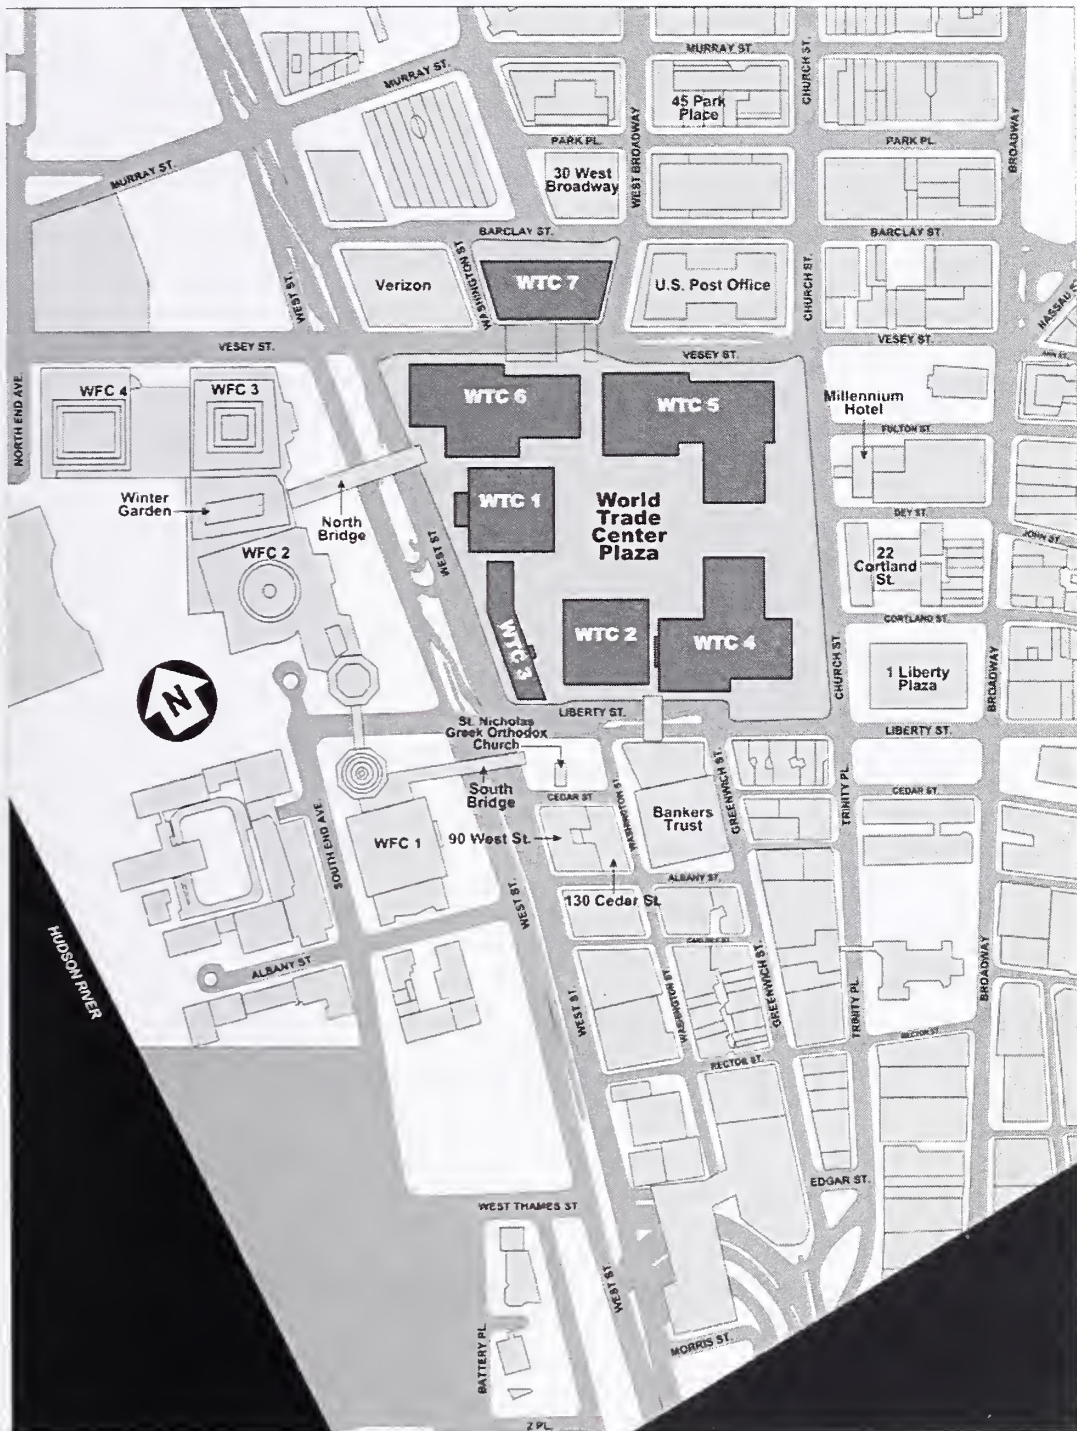 MURRAY ST.
MURRAY ST.
CHURCH ST.
45 Park
Place
WEST BROADWAY
BROADWAY
PARK PL.
PARK PL.
MURRAY ST.
30 West
Broadway
BARCLAY ST.
BARCLAY ST.
WEST ST.
Verizon
WASHINGTON ST
WTC 7
U.S. Post Office
CHURCH ST.
VESEY ST.
VESEY ST.
VESEY ST.
NORTH END AVE.
WFC 4
WFC 3
WTC 6
WTC 5
Millennium
Hotel
FULTON ST.
Winter
Garden
North
Bridge
WTC 1
World
Trade
Center
Plaza
DEY ST.
JOHN ST.
WFC 2
WEST ST
22
Cortland
St.
CORTLAND ST.
WTC 3
WTC 2
WTC 4
CHURCH ST.
1 Liberty
Plaza
BROADWAY
N
LIBERTY ST.
LIBERTY ST.
St. Nicholas
Greek Orthodox
Church
South
Bridge
CEDAR ST
WASHINGTON ST.
Bankers
Trust
GREENWICH ST.
TRINITY PL.
CEDAR ST.
SOUTH END AVE
WFC 1
90 West St.
ALBANY ST.
130 Cedar St.
WEST ST.
HUDSON RIVER
ALBANY ST
WEST ST.
WASHINGTON ST
GREENWICH ST.
TRINITY PL.
BROADWAY
RECTOR ST.
RECTOR ST.
EDGAR ST.
WEST THAMES ST
WEST ST.
BATTERY PL.
MORRIS ST.
2 PL.